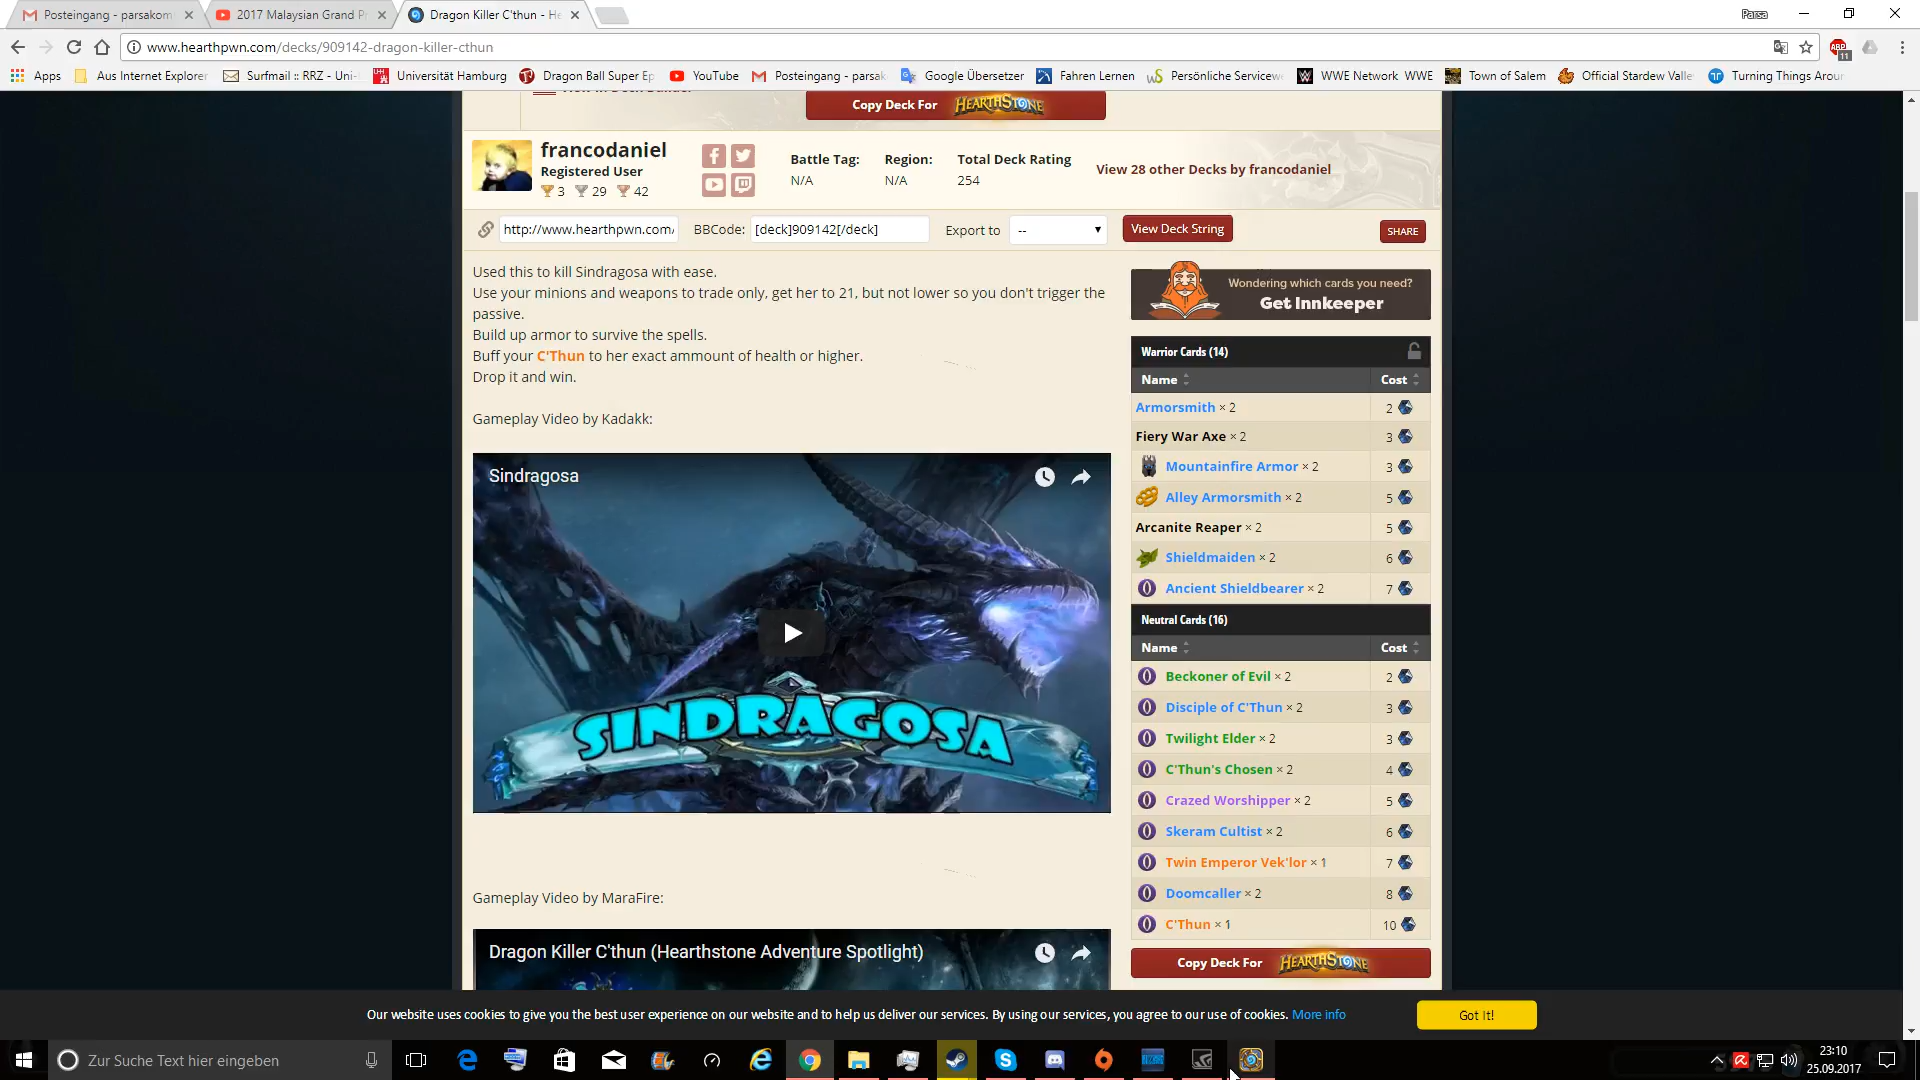 Posteingang - parsakom
2017 Malaysian Grand P
Dragon Killer C'thun - He
Parsa
www.hearthpwn.com/decks/909142-dragon-killer-cthun
ABP
11
Apps
Aus Internet Explorer
Surfmail :: RRZ - Uni-
Universität Hamburg
Dragon Ball Super Ep
YouTube
Posteingang - parsak
Google Übersetzer
Fahren Lernen
Persönliche Servicew
WWE Network WWE
Town of Salem
Official Stardew Valle
Turning Things Arou
Copy Deck For HEARTHSTONE
francodaniel
Registered User
3 29 42
Battle Tag:
N/A
Region:
N/A
Total Deck Rating
254
View 28 other Decks by francodaniel
http://www.hearthpwn.com/
BBCode: [deck]909142[/deck]
Export to --
View Deck String
SHARE
Used this to kill Sindragosa with ease.
Use your minions and weapons to trade only, get her to 21, but not lower so you don't trigger the
passive.
Build up armor to survive the spells.
Buff your C'Thun to her exact ammount of health or higher.
Drop it and win.
Gameplay Video by Kadakk:
Sindragosa
SINDRAGOSA
Gameplay Video by MaraFire:
Dragon Killer C'thun (Hearthstone Adventure Spotlight)
Wondering which cards you need?
Get Innkeeper
Warrior Cards (14)
Name Cost
Armorsmith × 2 2
Fiery War Axe × 2 3
Mountainfire Armor × 2 3
Alley Armorsmith × 2 5
Arcanite Reaper × 2 5
Shieldmaiden × 2 6
Ancient Shieldbearer × 2 7
Neutral Cards (16)
Name Cost
Beckoner of Evil × 2 2
Disciple of C'Thun × 2 3
Twilight Elder × 2 3
C'Thun's Chosen × 2 4
Crazed Worshipper × 2 5
Skeram Cultist × 2 6
Twin Emperor Vek'lor × 1 7
Doomcaller × 2 8
C'Thun × 1 10
Copy Deck For HEARTHSTONE
Our website uses cookies to give you the best user experience on our website and to help us deliver our services. By using our services, you agree to our use of cookies. More info
Got It!
Zur Suche Text hier eingeben
23:10
25.09.2017